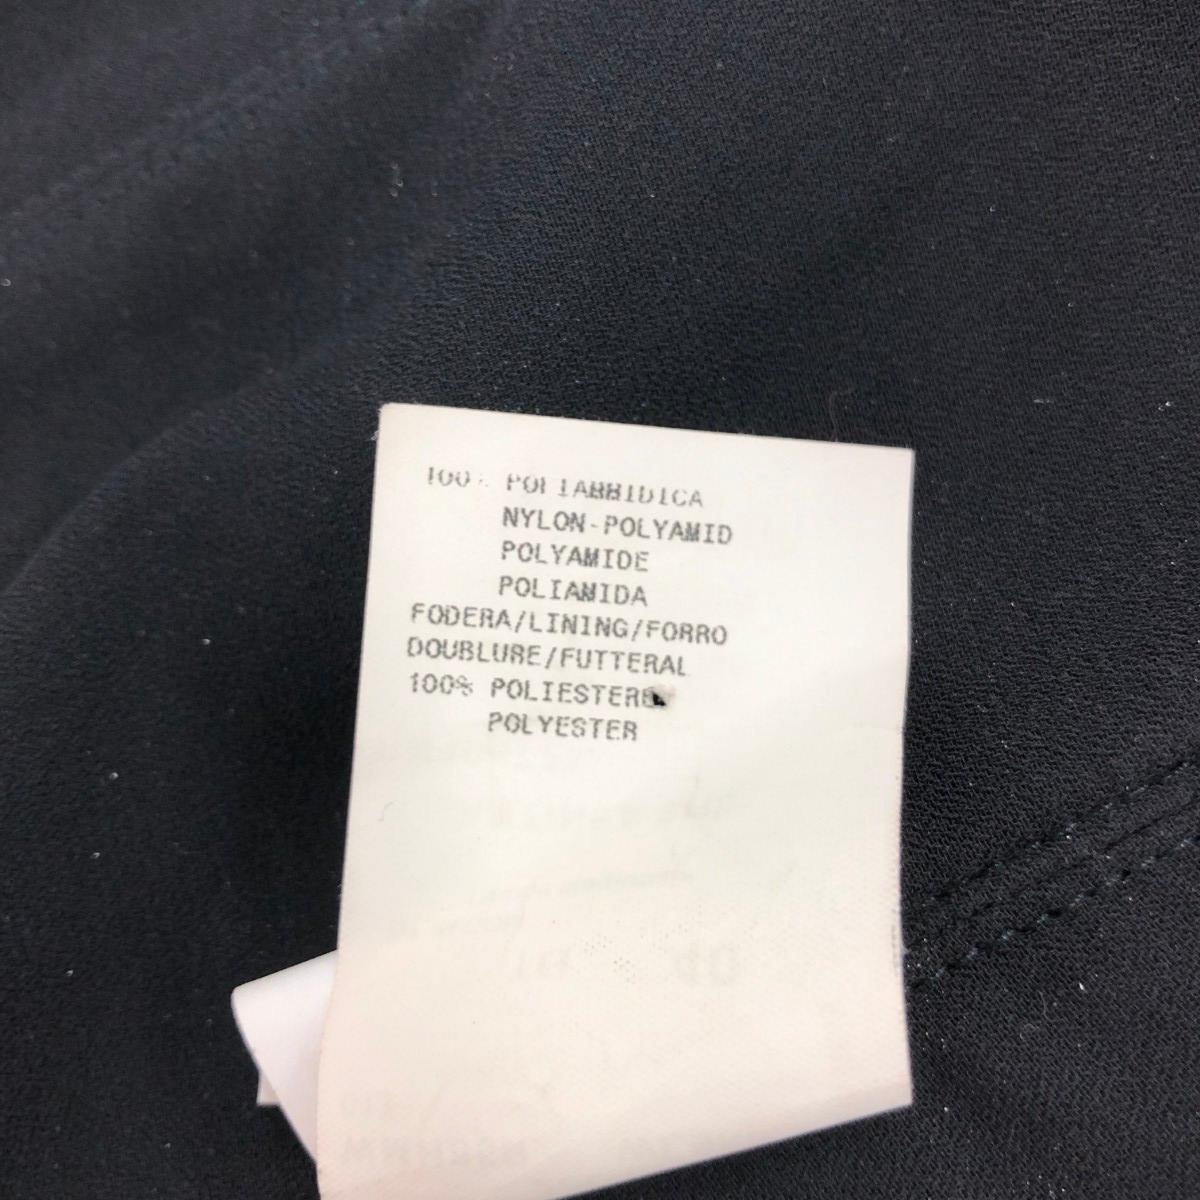 100% POLIAMMIDICA
NYLON-POLYAMID
POLYAMIDE
POLIAMIDA
FODERA/LINING/FORRO
DOUBLURE/FUTTERAL
100% POLIESTERE
POLYESTER